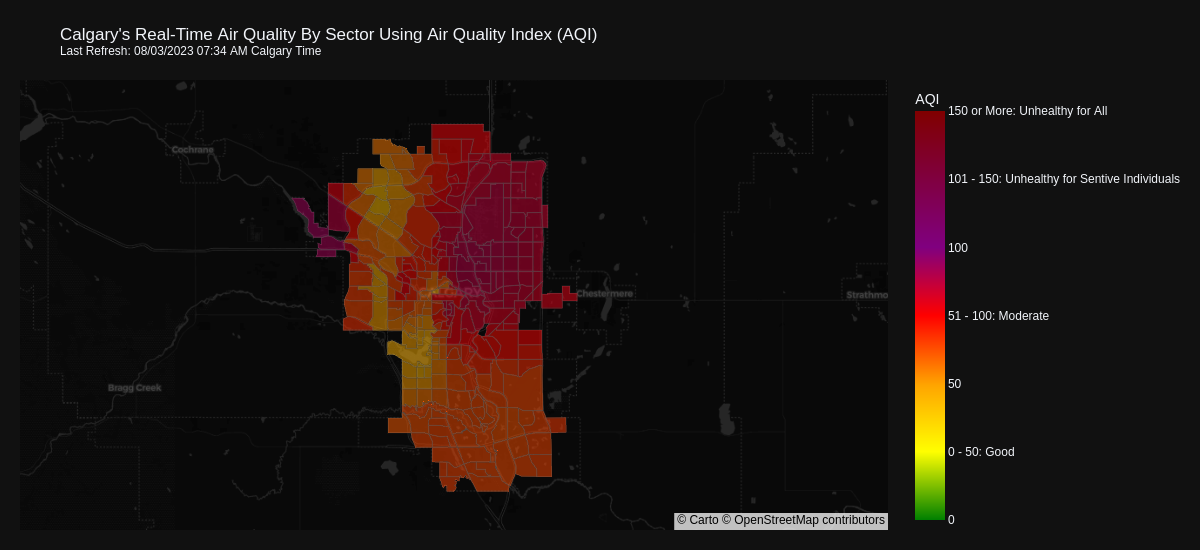 Calgary's Real-Time Air Quality By Sector Using Air Quality Index (AQI)
Last Refresh: 08/03/2023 07:34 AM Calgary Time
AQI
150 or More: Unhealthy for All
Cochrane
101 - 150: Unhealthy for Sentive Individuals
100
CALGARY
Chestermere
Strathmo
51 - 100: Moderate
50
Bragg Creek
0 - 50: Good
0
© Carto © OpenStreetMap contributors